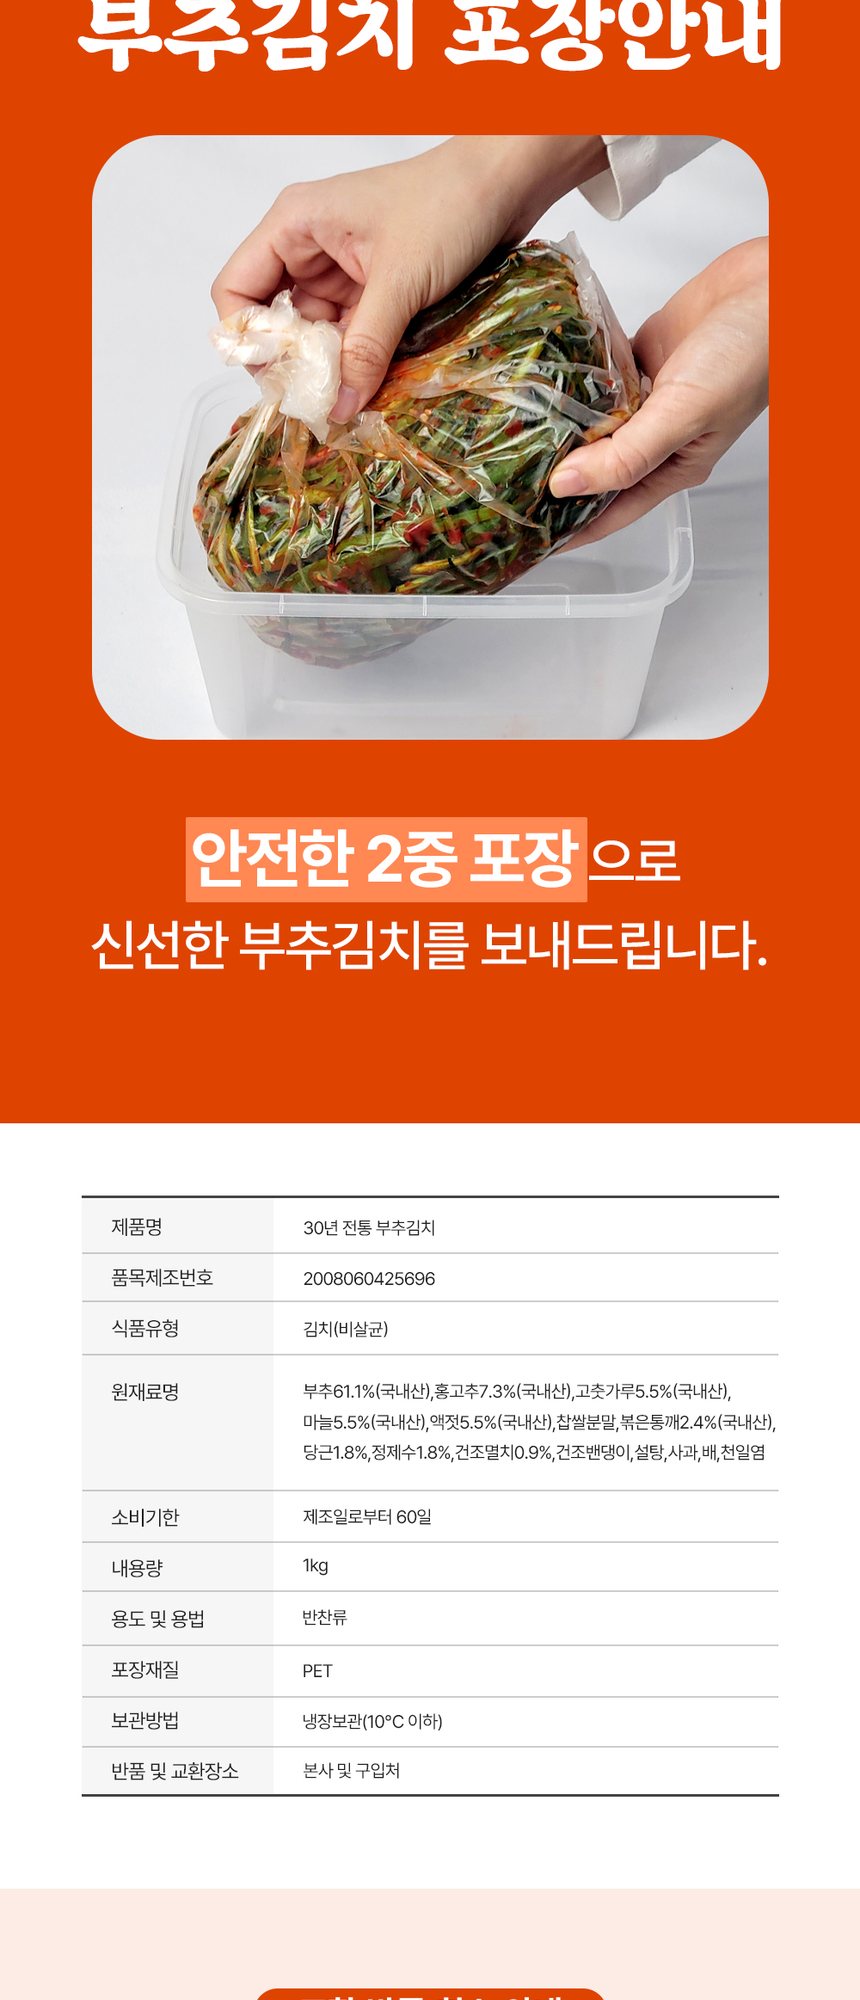 부추김치 포장안내
안전한 2중 포장으로
신선한 부추김치를 보내드립니다.
제품명 30년 전통 부추김치
품목제조번호 2008060425696
식품유형 김치(비살균)
원재료명 부추61.1%(국내산),홍고추7.3%(국내산),고춧가루5.5%(국내산),
마늘5.5%(국내산),액젓5.5%(국내산),찹쌀분말,볶은통깨2.4%(국내산),
당근1.8%,정제수1.8%,건조멸치0.9%,건조밴댕이,설탕,사과,배,천일염
소비기한 제조일로부터 60일
내용량 1kg
용도 및 용법 반찬류
포장재질 PET
보관방법 냉장보관(10°C 이하)
반품 및 교환장소 본사 및 구입처